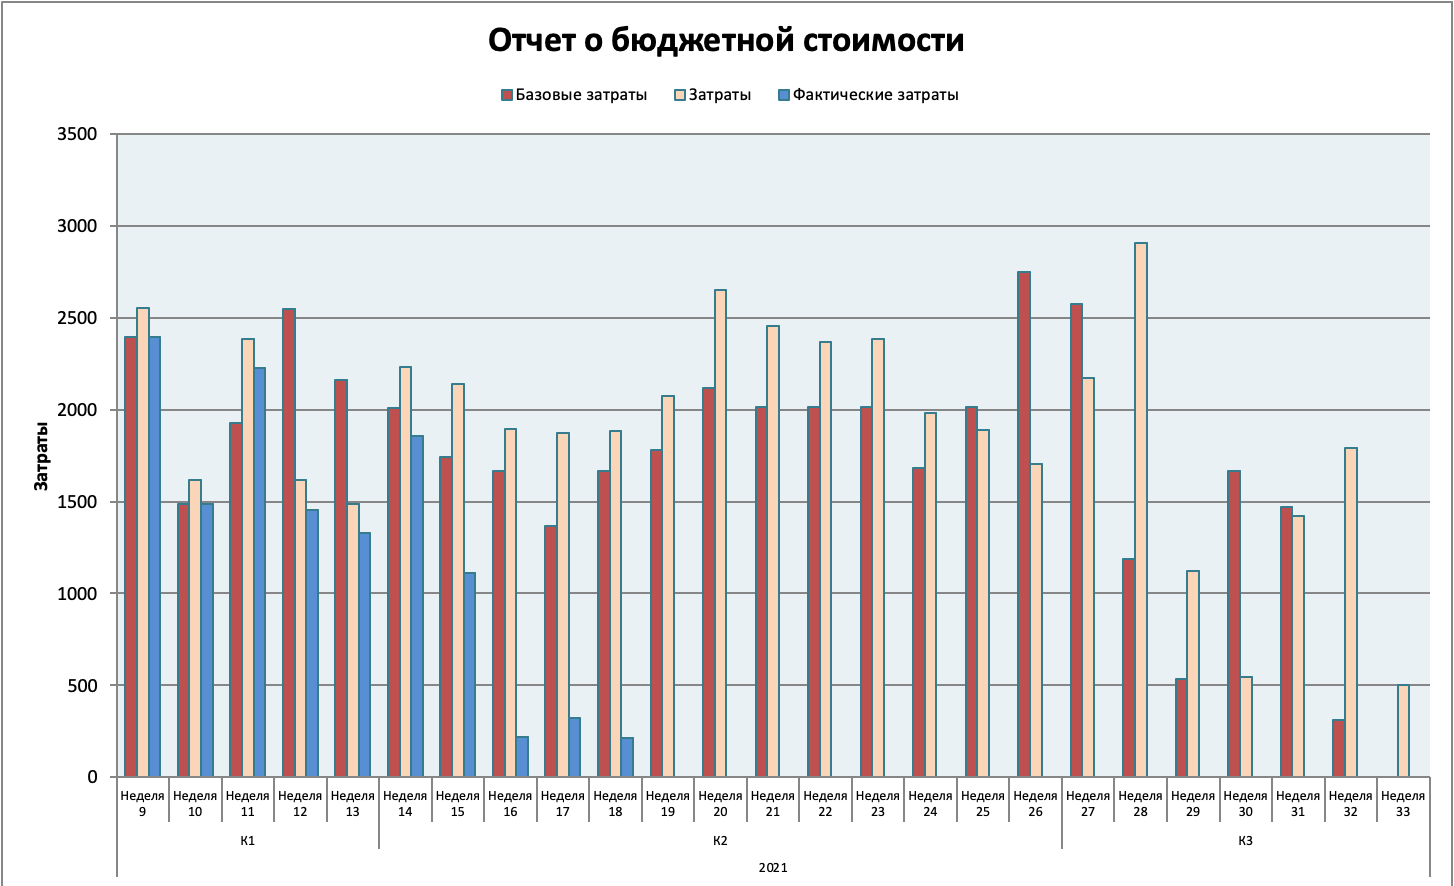 Отчет о бюджетной стоимости
Базовые затраты Затраты Фактические затраты
Затраты
3500
3000
2500
2000
1500
1000
500
0
Неделя 9
Неделя 10
Неделя 11
Неделя 12
Неделя 13
Неделя 14
Неделя 15
Неделя 16
Неделя 17
Неделя 18
Неделя 19
Неделя 20
Неделя 21
Неделя 22
Неделя 23
Неделя 24
Неделя 25
Неделя 26
Неделя 27
Неделя 28
Неделя 29
Неделя 30
Неделя 31
Неделя 32
Неделя 33
К1 К2 К3
2021